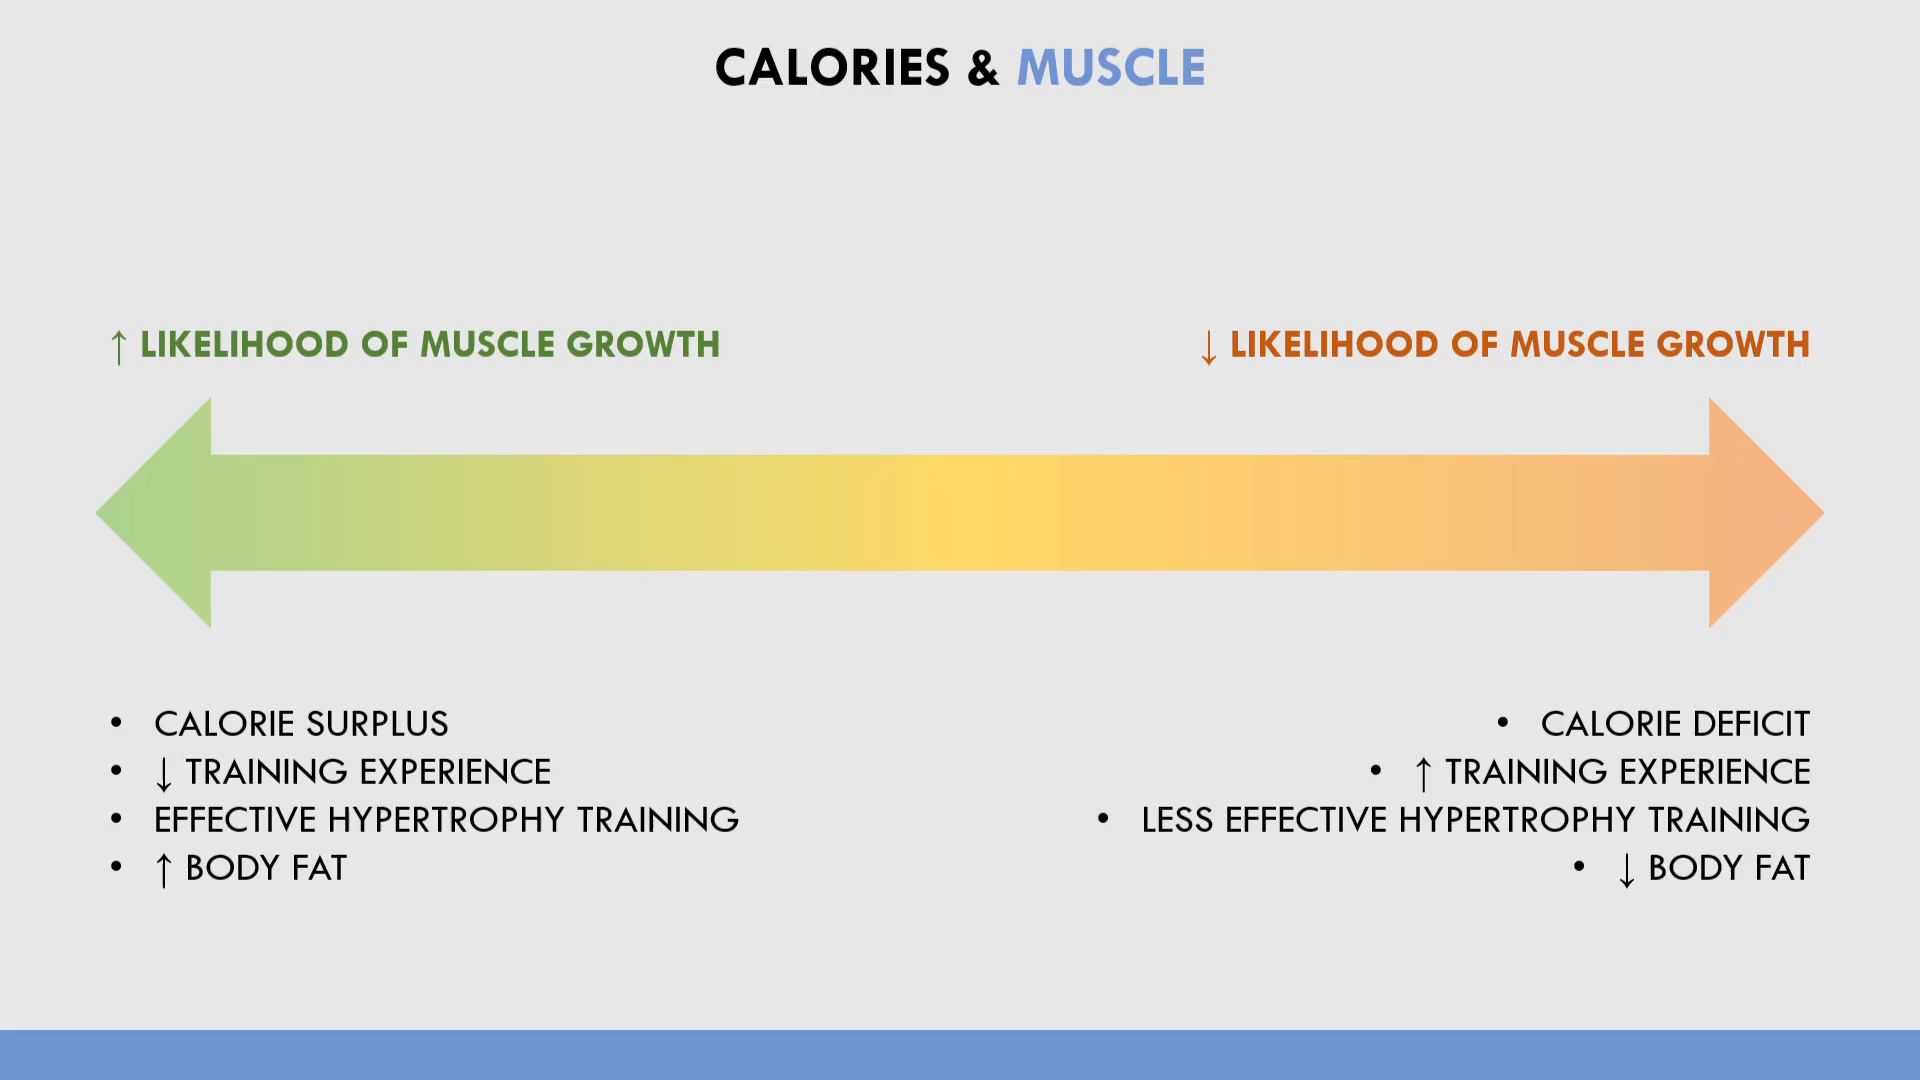 CALORIES & MUSCLE
↑ LIKELIHOOD OF MUSCLE GROWTH
↓ LIKELIHOOD OF MUSCLE GROWTH
• CALORIE SURPLUS
• ↓ TRAINING EXPERIENCE
• EFFECTIVE HYPERTROPHY TRAINING
• ↑ BODY FAT
• CALORIE DEFICIT
• ↑ TRAINING EXPERIENCE
• LESS EFFECTIVE HYPERTROPHY TRAINING
• ↓ BODY FAT